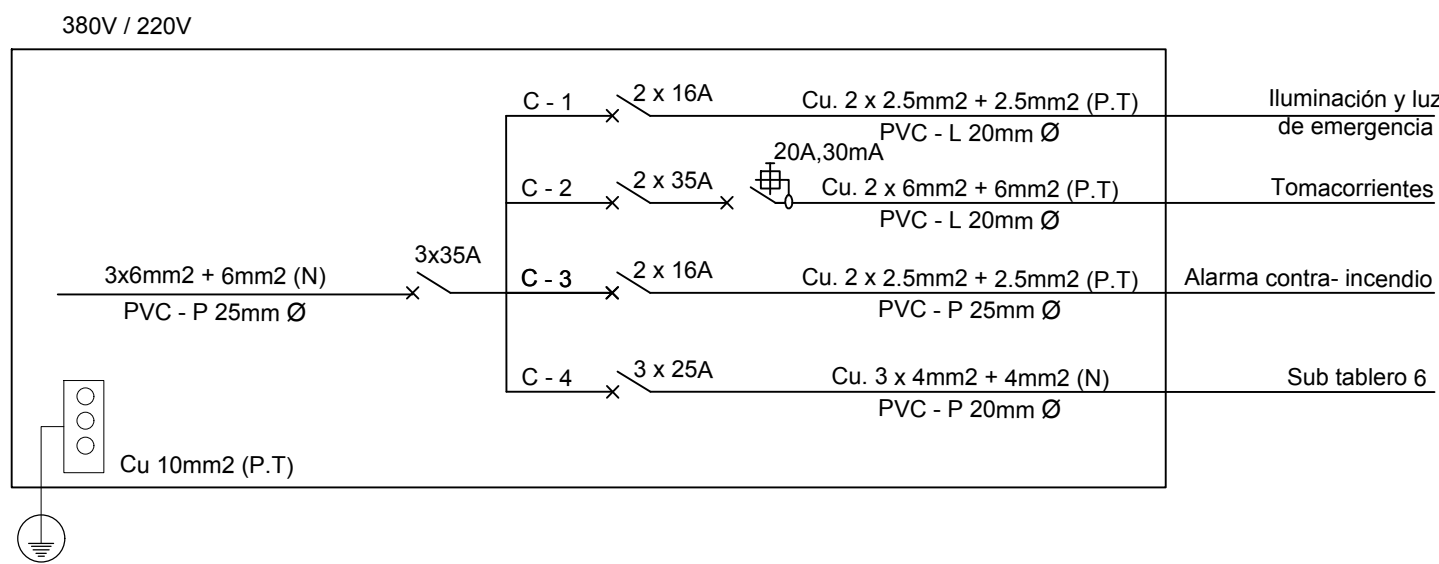 380V / 220V
C - 1
2 x 16A
Cu. 2 x 2.5mm2 + 2.5mm2 (P.T)
PVC - L 20mm Ø
Iluminación y luz
de emergencia
20A,30mA
C - 2
2 x 35A
Cu. 2 x 6mm2 + 6mm2 (P.T)
PVC - L 20mm Ø
Tomacorrientes
3x6mm2 + 6mm2 (N)
PVC - P 25mm Ø
3x35A
C - 3
2 x 16A
Cu. 2 x 2.5mm2 + 2.5mm2 (P.T)
PVC - P 25mm Ø
Alarma contra- incendio
C - 4
3 x 25A
Cu. 3 x 4mm2 + 4mm2 (N)
PVC - P 20mm Ø
Sub tablero 6
Cu 10mm2 (P.T)